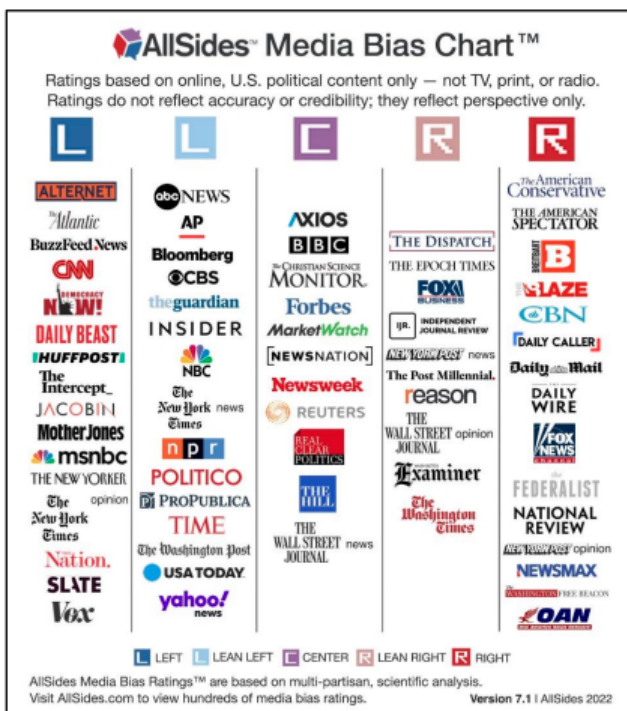 AllSides™ Media Bias Chart™
Ratings based on online, U.S. political content only — not TV, print, or radio.
Ratings do not reflect accuracy or credibility; they reflect perspective only.
L
L
C
R
R
ALTERNET
The Atlantic
BuzzFeed News
CNN
DEMOCRACY
NOW!
DAILY BEAST
HUFFPOST
The
Intercept_
JACOBIN
Mother Jones
msnbc
THE NEW YORKER
The
New York
Times
opinion
The Nation.
SLATE
Vox
abc NEWS
AP
Bloomberg
CBS
theguardian
INSIDER
NBC
The
New York
Times
news
npr
POLITICO
PROPUBLICA
TIME
The Washington Post
USA TODAY
yahoo!
news
AXIOS
BBC
The CHRISTIAN SCIENCE
MONITOR
Forbes
MarketWatch
NEWSNATION
Newsweek
REUTERS
REAL
CLEAR
POLITICS
THE
HILL
THE
WALL STREET
JOURNAL
news
THE DISPATCH
THE EPOCH TIMES
FOX
BUSINESS
IJR.
INDEPENDENT
JOURNAL REVIEW
NEW YORK POST news
The Post Millennial.
reason
THE
WALL STREET
JOURNAL
opinion
WASHINGTON
Examiner
The
Washington
Times
The American
Conservative
THE AMERICAN
SPECTATOR
BREITBART
B
THE BLAZE
CBN
DAILY CALLER
Daily Mail
THE
DAILY
WIRE
FOX
NEWS
channel
the
FEDERALIST
NATIONAL
REVIEW
NEW YORK POST opinion
NEWSMAX
The WASHINGTON FREE BEACON
OAN
L LEFT L LEAN LEFT C CENTER R LEAN RIGHT R RIGHT
AllSides Media Bias Ratings™ are based on multi-partisan, scientific analysis.
Visit AllSides.com to view hundreds of media bias ratings.
Version 7.1 | AllSides 2022